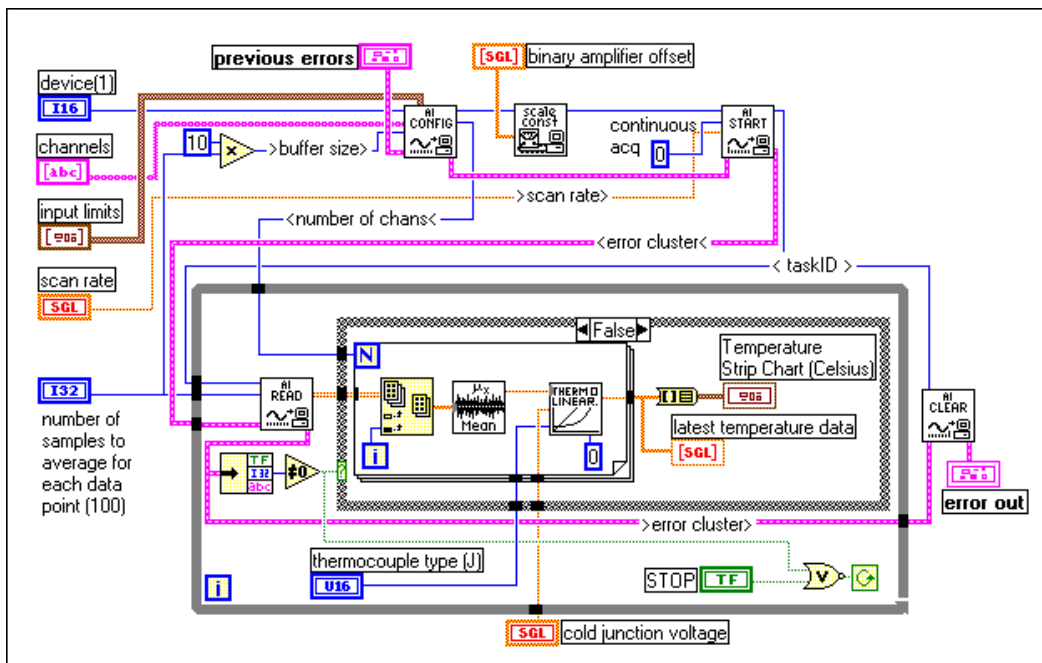 previous errors
[SGL]
binary amplifier offset
device(1)
I16
AI
CONFIG
scale
const
AI
START
continuous
acq
0
channels
[abc]
10
x
>buffer size>
input limits
>scan rate>
<number of chans<
<error cluster<
scan rate
SGL
< taskID >
False
Temperature
Strip Chart (Celsius)
N
I32
AI
READ
μx
Mean
THERMO
LINEAR.
AI
CLEAR
number of
samples to
average for
each data
point (100)
i
0
latest temperature data
[SGL]
TF
I32
abc
≠0
?
error out
>error cluster>
thermocouple type (J)
U16
i
STOP
TF
V
SGL
cold junction voltage